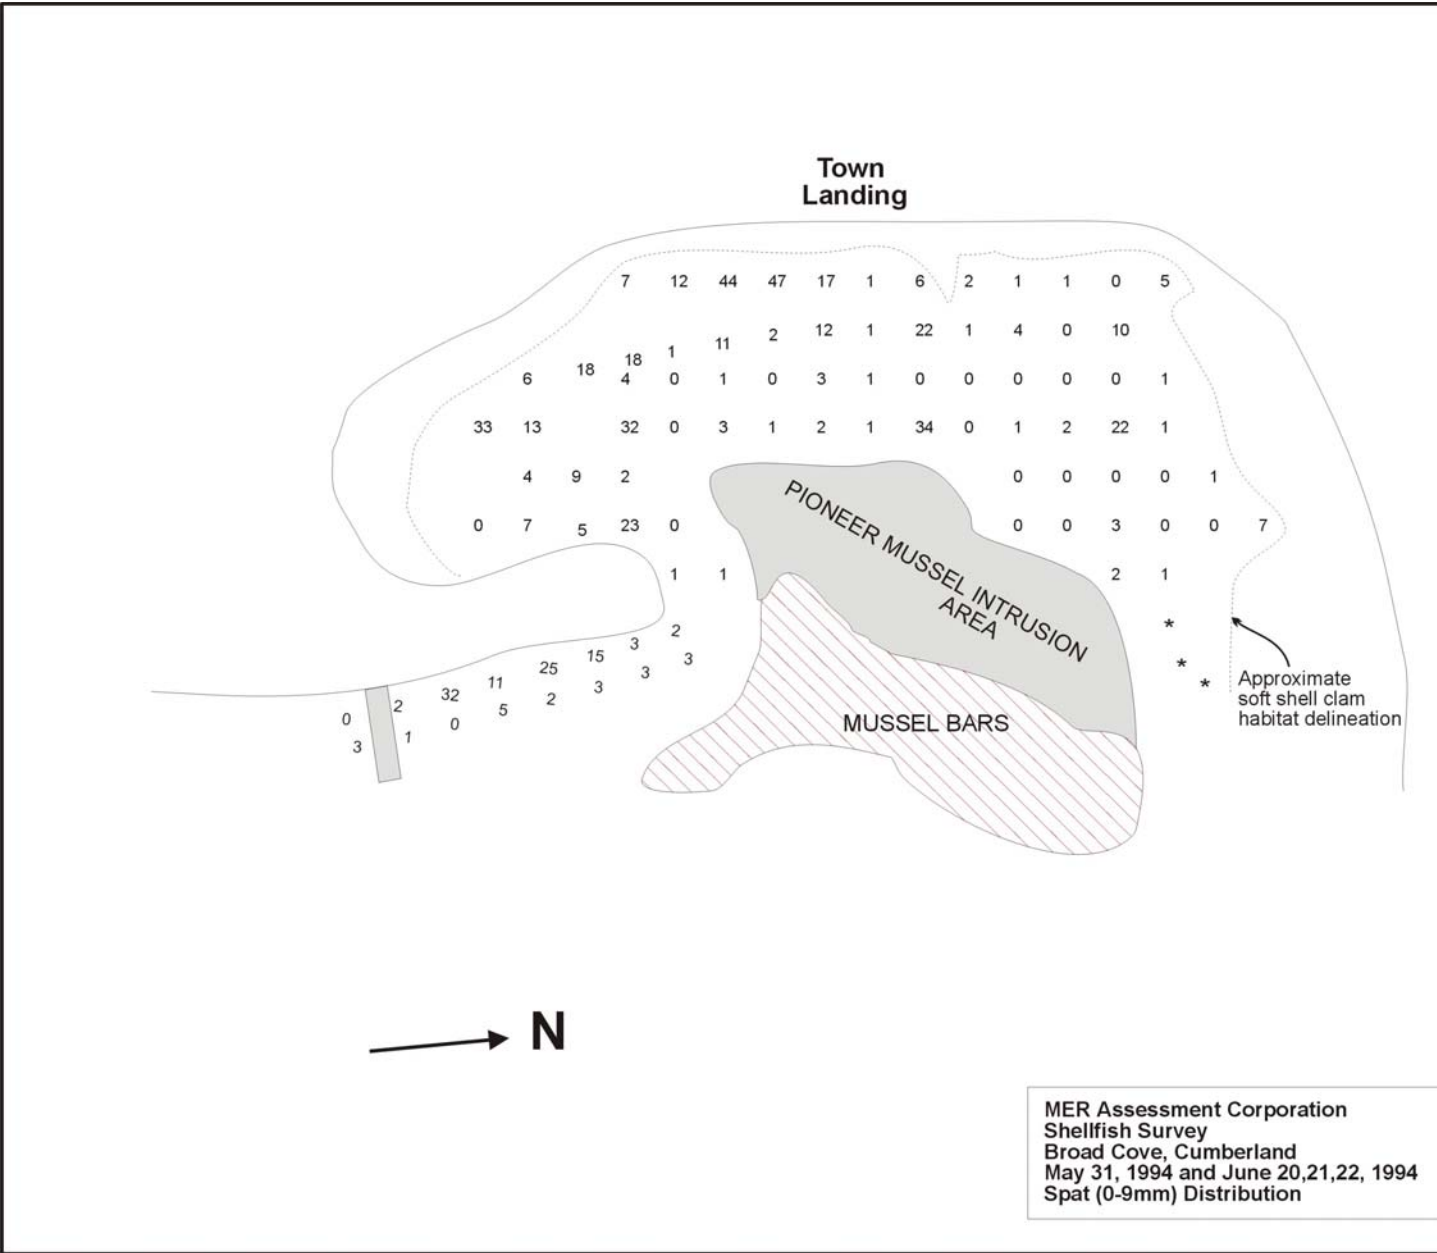 Town
Landing
7 12 44 47 17 1 6 2 1 1 0 5
18 18 1 11 2 12 1 22 1 4 0 10
6 4 0 1 0 3 1 0 0 0 0 0 1
33 13 32 0 3 1 2 1 34 0 1 2 22 1
4 9 2 0 0 0 0 1
0 7 5 23 0 0 0 3 0 0 7
1 1 2 1
PIONEER MUSSEL INTRUSION
AREA
*
*
*
0 2 32 11 25 15 3 2
3 1 0 5 2 3 3 3
MUSSEL BARS
Approximate
soft shell clam
habitat delineation
N
MER Assessment Corporation
Shellfish Survey
Broad Cove, Cumberland
May 31, 1994 and June 20,21,22, 1994
Spat (0-9mm) Distribution